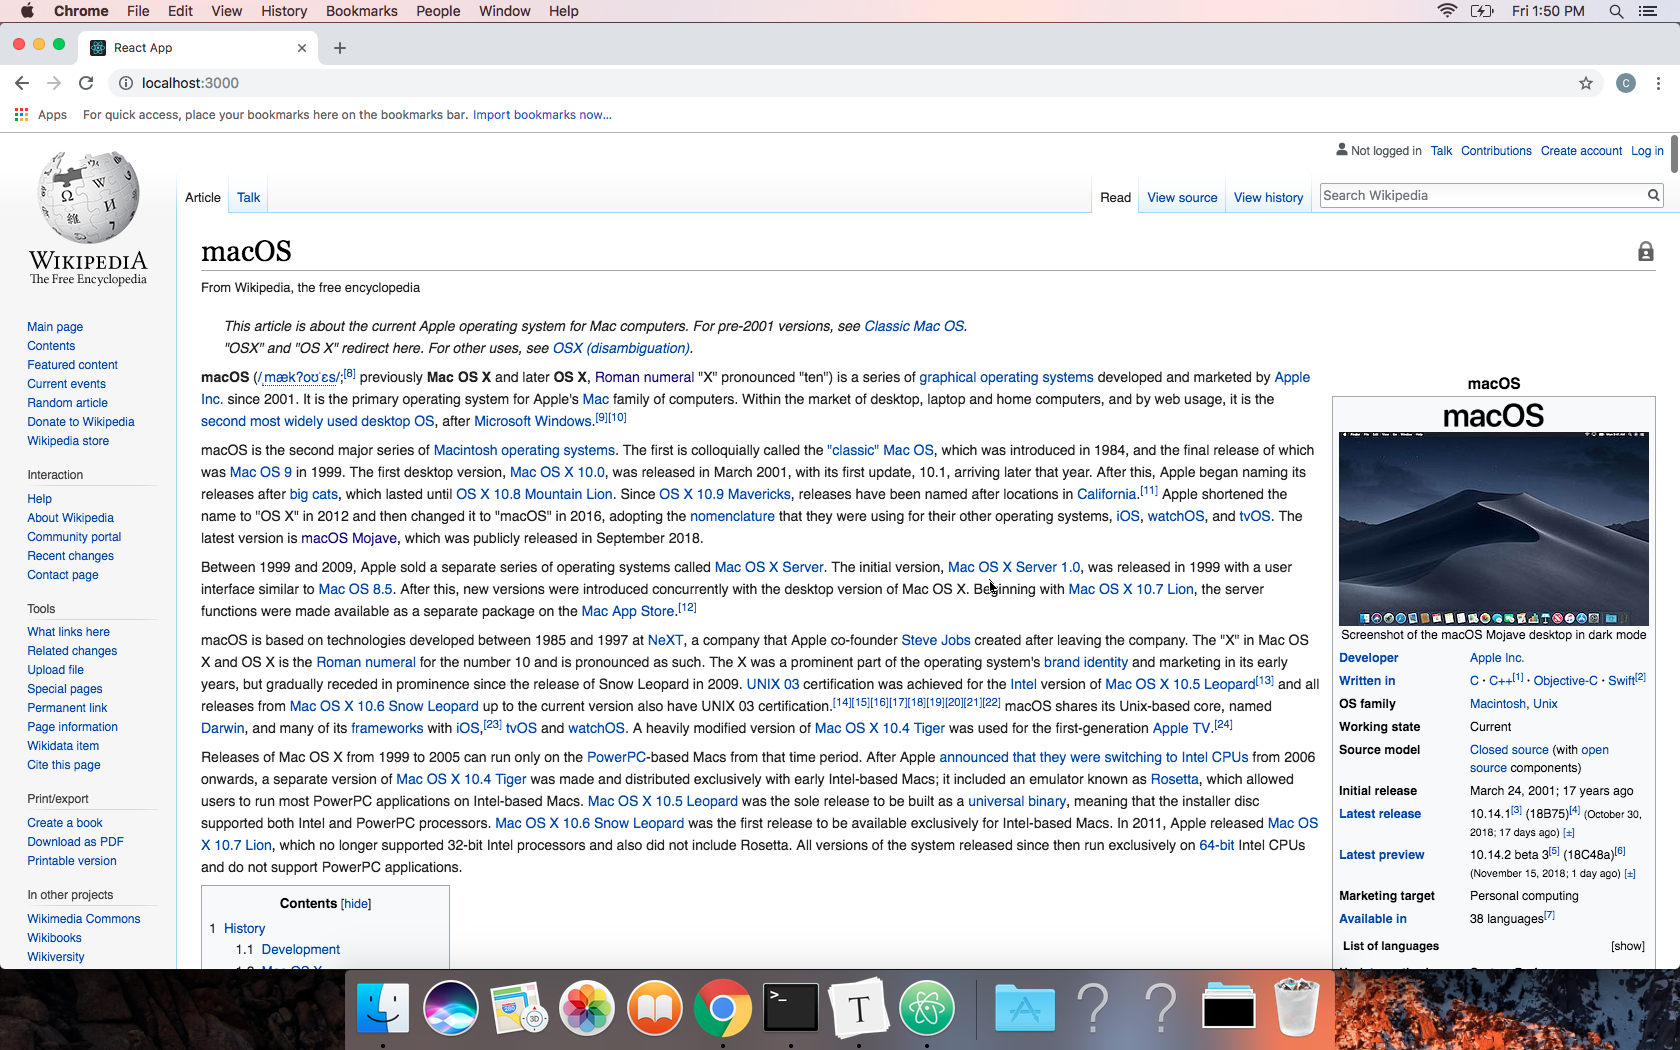 Chrome File Edit View History Bookmarks People Window Help Fri 1:50 PM
React App
localhost:3000 C
Apps For quick access, place your bookmarks here on the bookmarks bar. Import bookmarks now...
Not logged in Talk Contributions Create account Log in
Article Talk Read View source View history Search Wikipedia
WIKIPEDIA
The Free Encyclopedia
Main page
Contents
Featured content
Current events
Random article
Donate to Wikipedia
Wikipedia store
Interaction
Help
About Wikipedia
Community portal
Recent changes
Contact page
Tools
What links here
Related changes
Upload file
Special pages
Permanent link
Page information
Wikidata item
Cite this page
Print/export
Create a book
Download as PDF
Printable version
In other projects
Wikimedia Commons
Wikibooks
Wikiversity
macOS
From Wikipedia, the free encyclopedia
This article is about the current Apple operating system for Mac computers. For pre-2001 versions, see Classic Mac OS.
"OSX" and "OS X" redirect here. For other uses, see OSX (disambiguation).
macOS (/ˌmæk?oʊˈɛs/;[8] previously Mac OS X and later OS X, Roman numeral "X" pronounced "ten") is a series of graphical operating systems developed and marketed by Apple
Inc. since 2001. It is the primary operating system for Apple's Mac family of computers. Within the market of desktop, laptop and home computers, and by web usage, it is the
second most widely used desktop OS, after Microsoft Windows.[9][10]
macOS is the second major series of Macintosh operating systems. The first is colloquially called the "classic" Mac OS, which was introduced in 1984, and the final release of which
was Mac OS 9 in 1999. The first desktop version, Mac OS X 10.0, was released in March 2001, with its first update, 10.1, arriving later that year. After this, Apple began naming its
releases after big cats, which lasted until OS X 10.8 Mountain Lion. Since OS X 10.9 Mavericks, releases have been named after locations in California.[11] Apple shortened the
name to "OS X" in 2012 and then changed it to "macOS" in 2016, adopting the nomenclature that they were using for their other operating systems, iOS, watchOS, and tvOS. The
latest version is macOS Mojave, which was publicly released in September 2018.
Between 1999 and 2009, Apple sold a separate series of operating systems called Mac OS X Server. The initial version, Mac OS X Server 1.0, was released in 1999 with a user
interface similar to Mac OS 8.5. After this, new versions were introduced concurrently with the desktop version of Mac OS X. Beginning with Mac OS X 10.7 Lion, the server
functions were made available as a separate package on the Mac App Store.[12]
macOS is based on technologies developed between 1985 and 1997 at NeXT, a company that Apple co-founder Steve Jobs created after leaving the company. The "X" in Mac OS
X and OS X is the Roman numeral for the number 10 and is pronounced as such. The X was a prominent part of the operating system's brand identity and marketing in its early
years, but gradually receded in prominence since the release of Snow Leopard in 2009. UNIX 03 certification was achieved for the Intel version of Mac OS X 10.5 Leopard[13] and all
releases from Mac OS X 10.6 Snow Leopard up to the current version also have UNIX 03 certification.[14][15][16][17][18][19][20][21][22] macOS shares its Unix-based core, named
Darwin, and many of its frameworks with iOS,[23] tvOS and watchOS. A heavily modified version of Mac OS X 10.4 Tiger was used for the first-generation Apple TV.[24]
Releases of Mac OS X from 1999 to 2005 can run only on the PowerPC-based Macs from that time period. After Apple announced that they were switching to Intel CPUs from 2006
onwards, a separate version of Mac OS X 10.4 Tiger was made and distributed exclusively with early Intel-based Macs; it included an emulator known as Rosetta, which allowed
users to run most PowerPC applications on Intel-based Macs. Mac OS X 10.5 Leopard was the sole release to be built as a universal binary, meaning that the installer disc
supported both Intel and PowerPC processors. Mac OS X 10.6 Snow Leopard was the first release to be available exclusively for Intel-based Macs. In 2011, Apple released Mac OS
X 10.7 Lion, which no longer supported 32-bit Intel processors and also did not include Rosetta. All versions of the system released since then run exclusively on 64-bit Intel CPUs
and do not support PowerPC applications.
Contents [hide]
1 History
1.1 Development
macOS
macOS
Screenshot of the macOS Mojave desktop in dark mode
Developer Apple Inc.
Written in C · C++[1] · Objective-C · Swift[2]
OS family Macintosh, Unix
Working state Current
Source model Closed source (with open
source components)
Initial release March 24, 2001; 17 years ago
Latest release 10.14.1[3] (18B75)[4] (October 30,
2018; 17 days ago) [±]
Latest preview 10.14.2 beta 3[5] (18C48a)[6]
(November 15, 2018; 1 day ago) [±]
Marketing target Personal computing
Available in 38 languages[7]
List of languages [show]